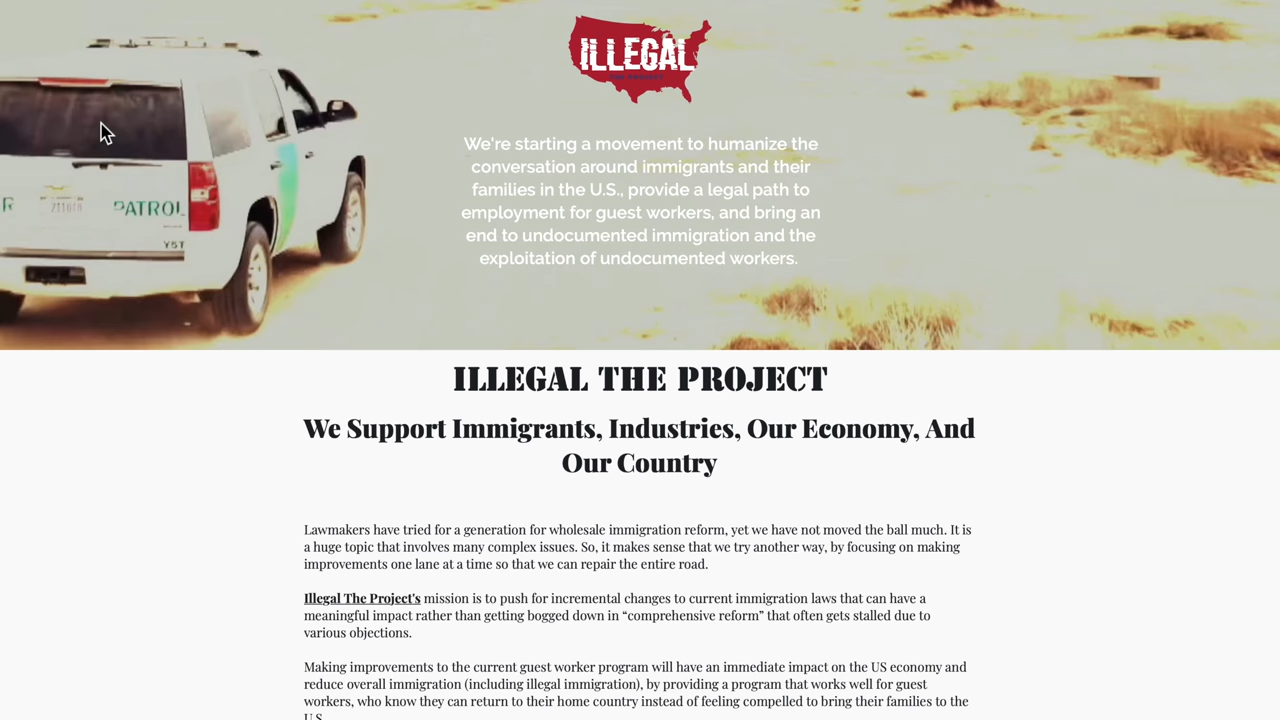 ILLEGAL
THE PROJECT
We're starting a movement to humanize the
conversation around immigrants and their
families in the U.S., provide a legal path to
employment for guest workers, and bring an
end to undocumented immigration and the
exploitation of undocumented workers.
R PATROL
Y5T
ILLEGAL THE PROJECT
We Support Immigrants, Industries, Our Economy, And
Our Country
Lawmakers have tried for a generation for wholesale immigration reform, yet we have not moved the ball much. It is
a huge topic that involves many complex issues. So, it makes sense that we try another way, by focusing on making
improvements one lane at a time so that we can repair the entire road.
Illegal The Project's mission is to push for incremental changes to current immigration laws that can have a
meaningful impact rather than getting bogged down in “comprehensive reform” that often gets stalled due to
various objections.
Making improvements to the current guest worker program will have an immediate impact on the US economy and
reduce overall immigration (including illegal immigration), by providing a program that works well for guest
workers, who know they can return to their home country instead of feeling compelled to bring their families to the
U.S.